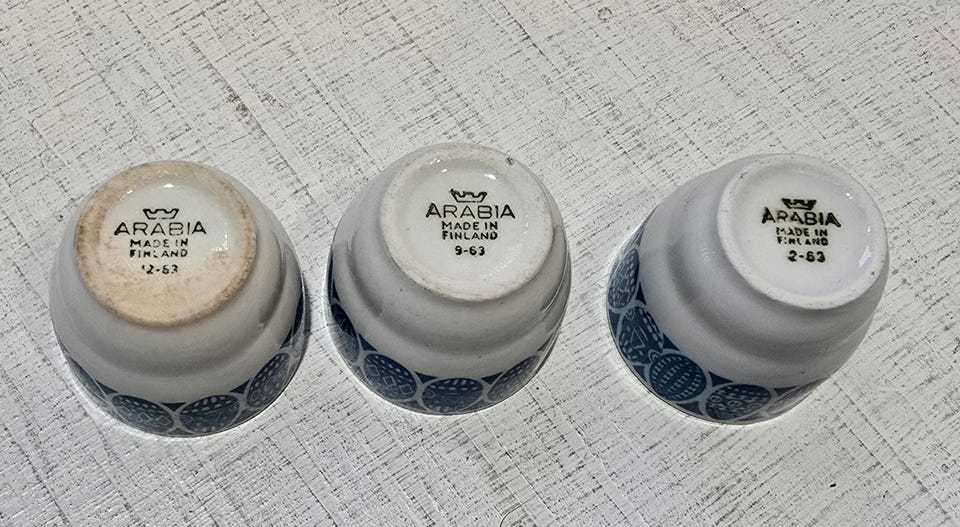 ARABIA
MADE IN
FINLAND
12-63
ARABIA
MADE IN
FINLAND
9-63
ARABIA
MADE IN
FINLAND
2-63